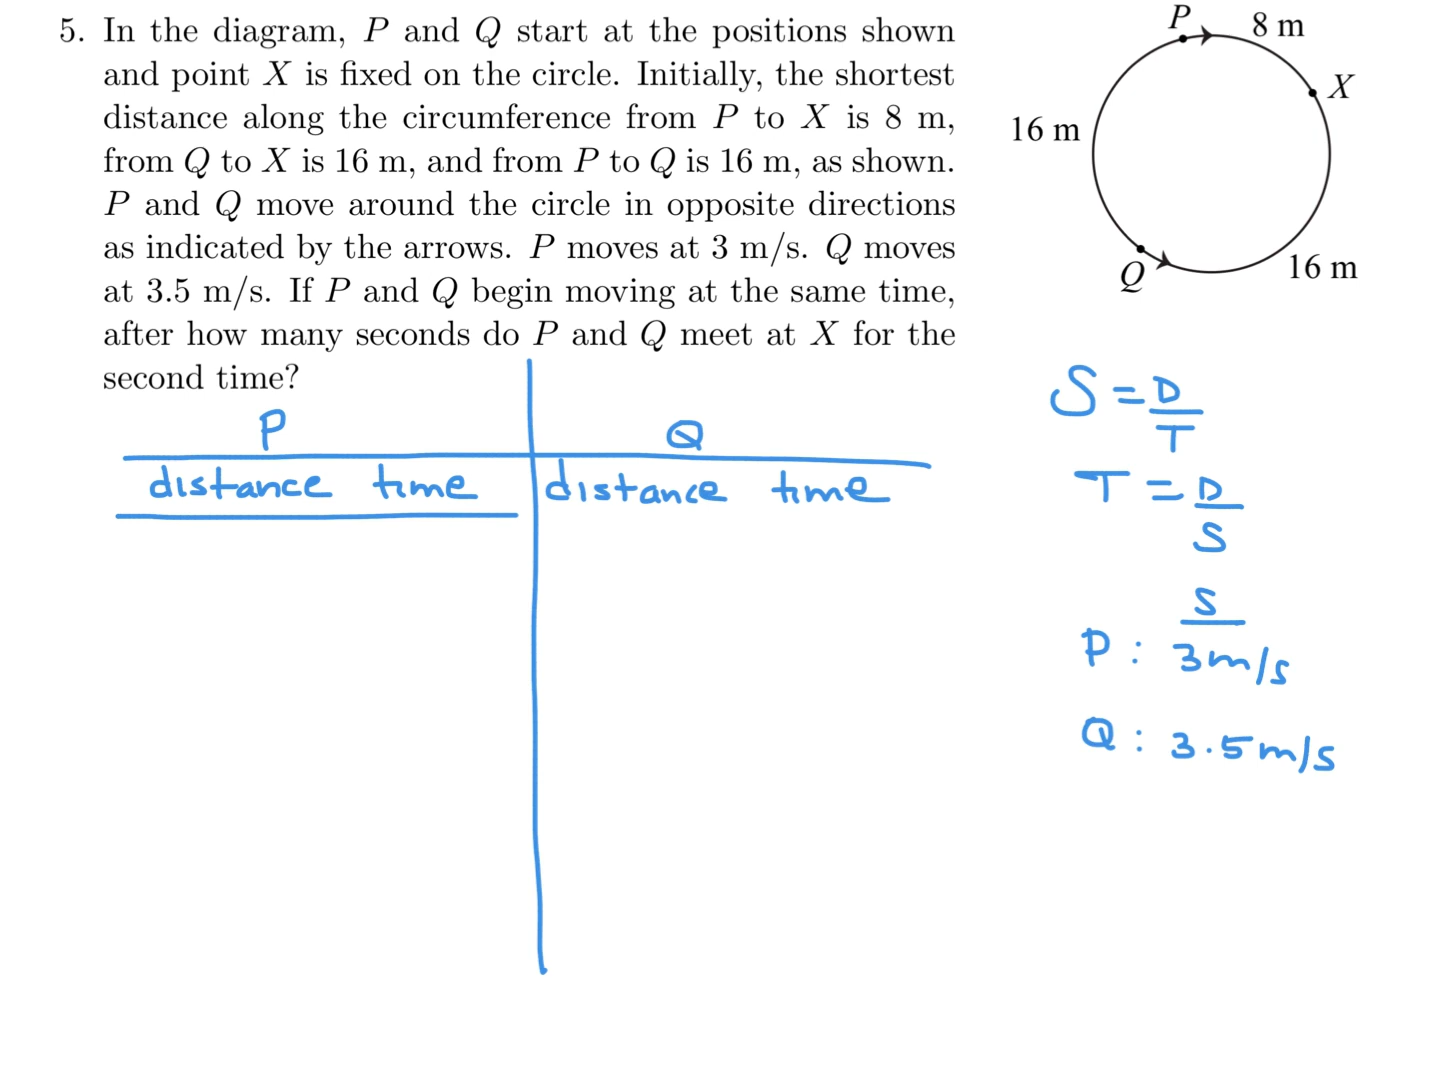 5. In the diagram, P and Q start at the positions shown
and point X is fixed on the circle. Initially, the shortest
distance along the circumference from P to X is 8 m,
from Q to X is 16 m, and from P to Q is 16 m, as shown.
P and Q move around the circle in opposite directions
as indicated by the arrows. P moves at 3 m/s. Q moves
at 3.5 m/s. If P and Q begin moving at the same time,
after how many seconds do P and Q meet at X for the
second time?
P 8 m
X
16 m
Q 16 m
P Q
distance time distance time
S = D
T
T = D
S
S
P : 3m/s
Q : 3.5m/s